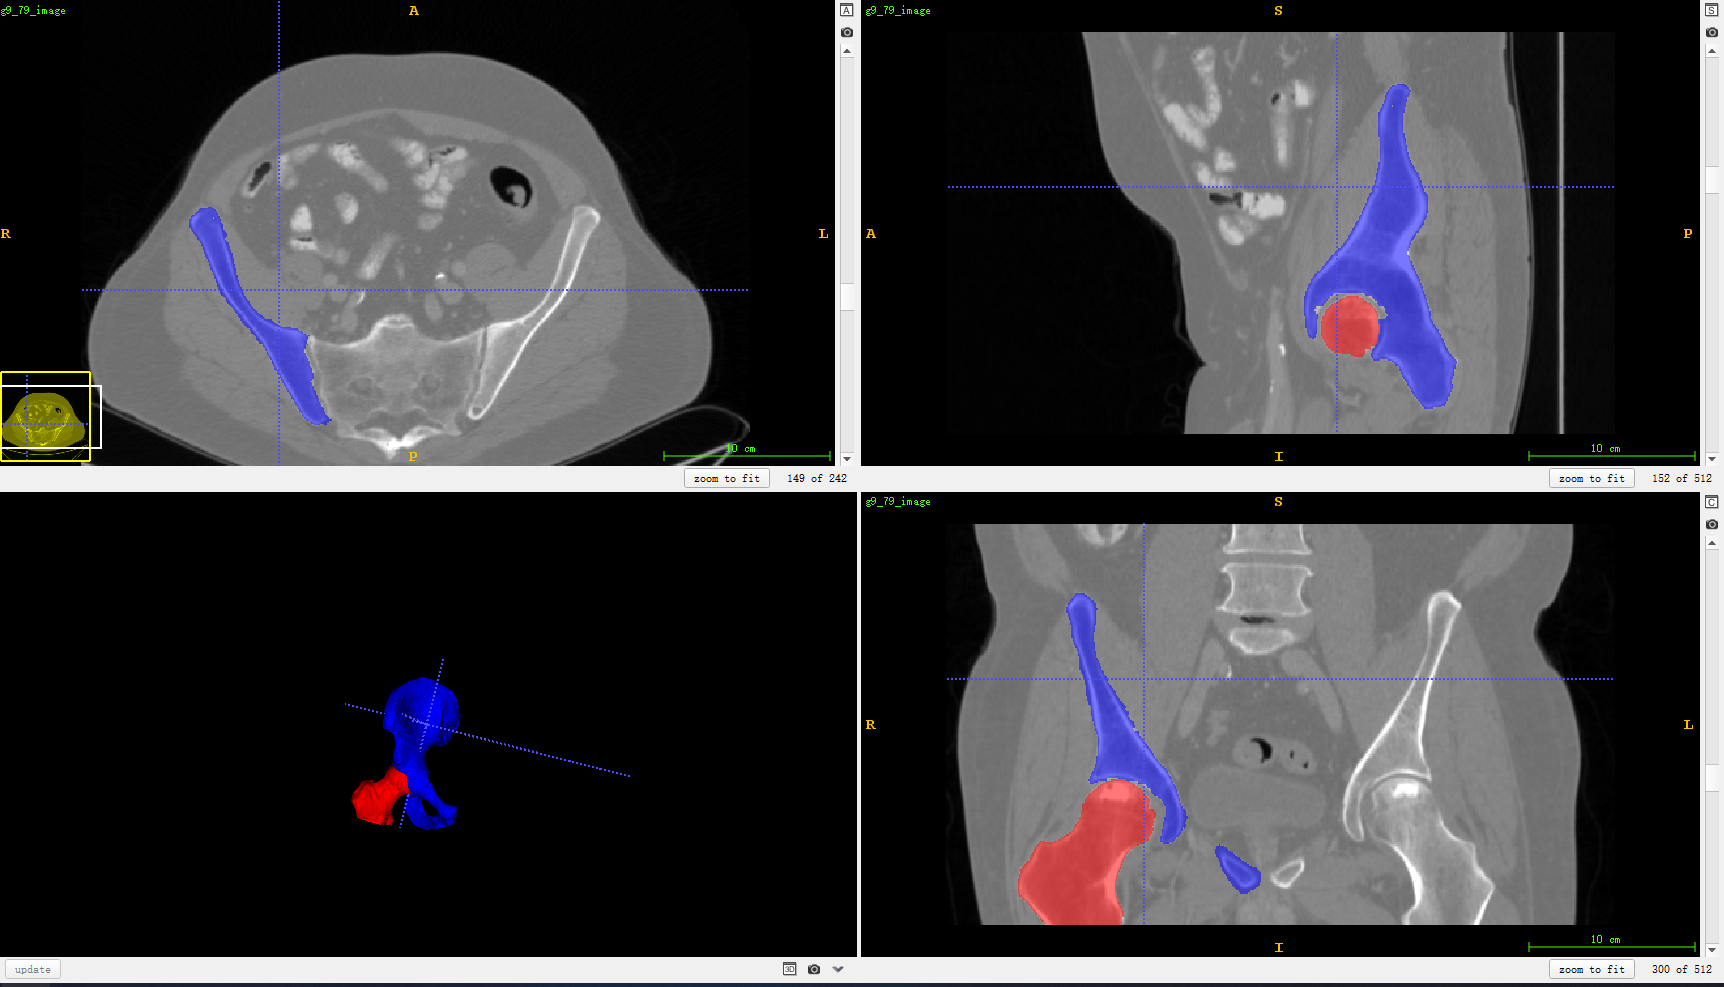 g9_79_image
A
A
R
L
P
10 cm
zoom to fit
149 of 242
g9_79_image
S
S
A
P
I
10 cm
zoom to fit
152 of 512
update
3D
g9_79_image
S
C
R
L
I
10 cm
zoom to fit
300 of 512